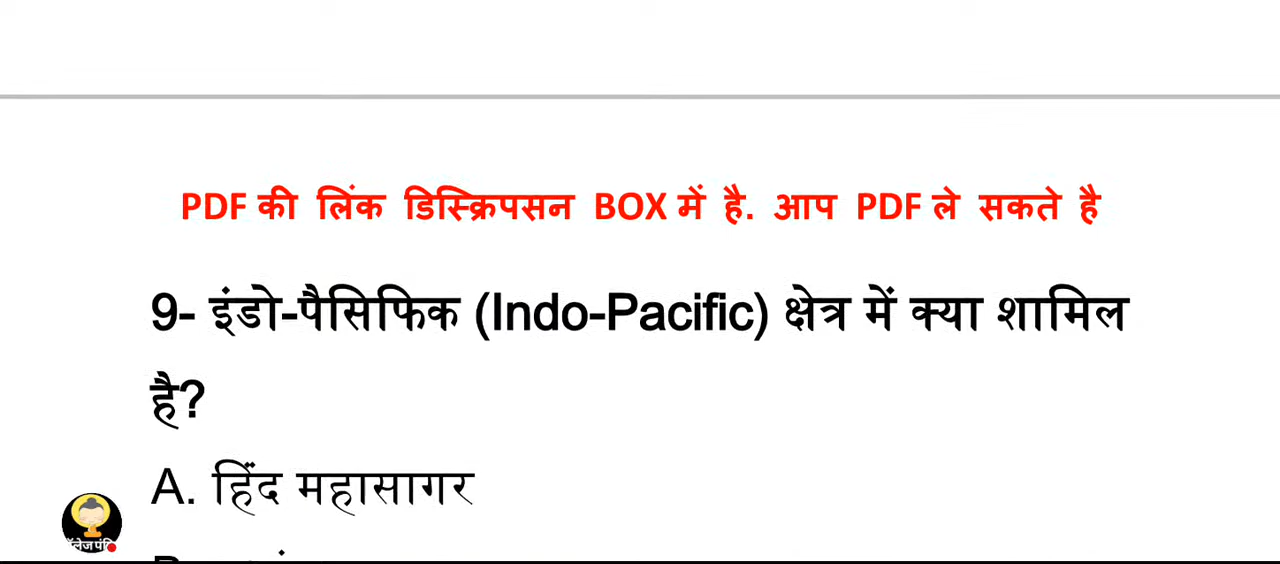 PDF की लिंक डिस्क्रिपसन BOX में है. आप PDF ले सकते है
9- इंडो-पैसिफिक (Indo-Pacific) क्षेत्र में क्या शामिल
है?
A. हिंद महासागर